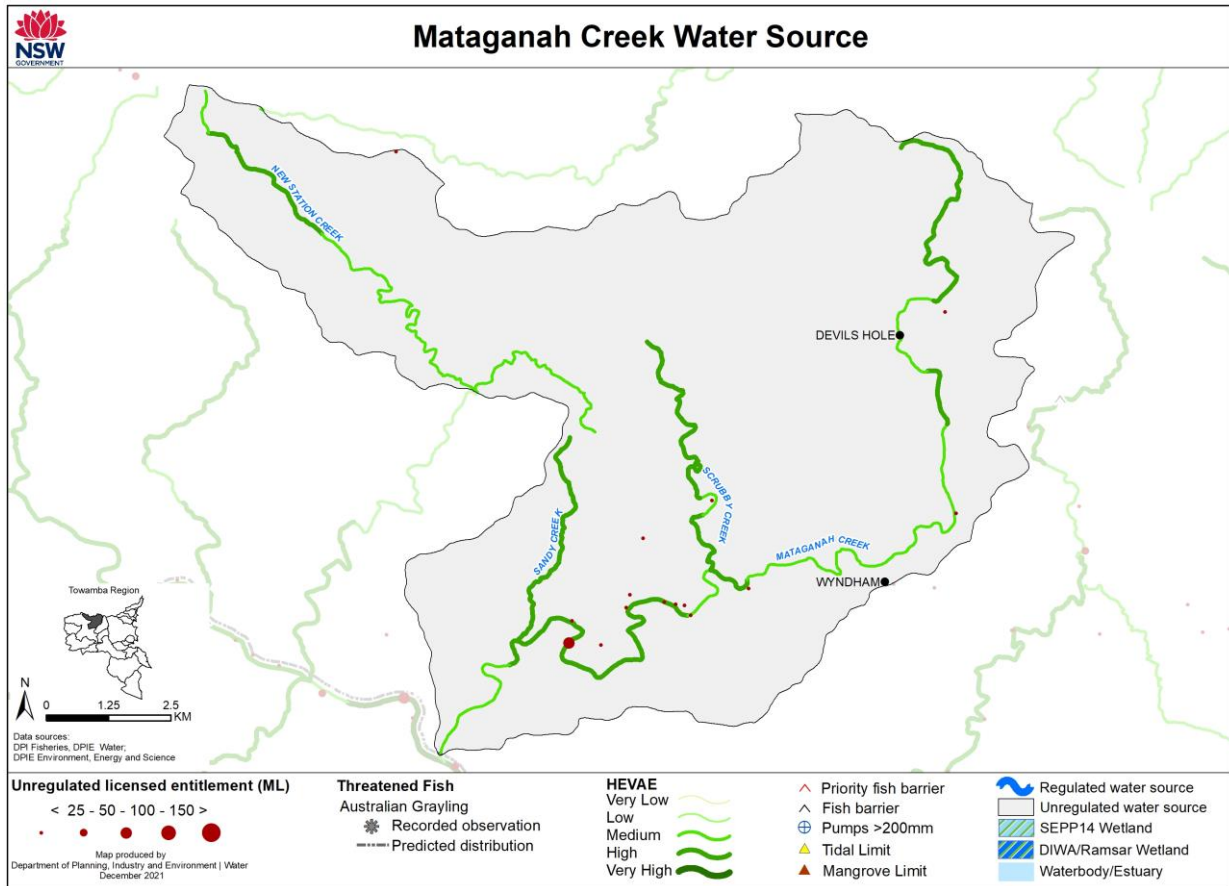 NSW
GOVERNMENT
Mataganah Creek Water Source
NEW STATION CREEK
DEVILS HOLE
SANDY CREEK
SCRUBBY CREEK
MATAGANAH CREEK
WYNDHAM
Towamba Region
N
0 1.25 2.5
KM
Data sources:
DPI Fisheries, DPIE Water;
DPIE Environment, Energy and Science
Unregulated licensed entitlement (ML)
< 25 - 50 - 100 - 150 >
Map produced by
Department of Planning, Industry and Environment | Water
December 2021
Threatened Fish
Australian Grayling
Recorded observation
Predicted distribution
HEVAE
Very Low
Low
Medium
High
Very High
Priority fish barrier
Fish barrier
Pumps >200mm
Tidal Limit
Mangrove Limit
Regulated water source
Unregulated water source
SEPP14 Wetland
DIWA/Ramsar Wetland
Waterbody/Estuary